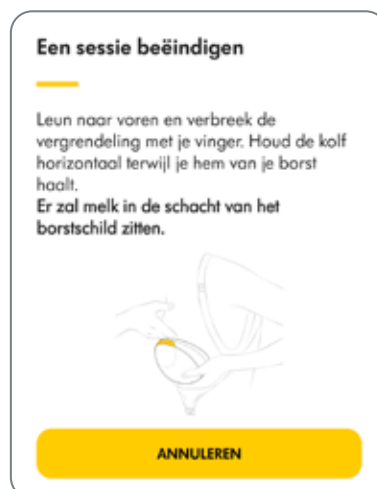 Een sessie beëindigen
Leun naar voren en verbreek de
vergrendeling met je vinger. Houd de kolf
horizontaal terwijl je hem van je borst
haalt.
Er zal melk in de schacht van het
borstschild zitten.
ANNULEREN